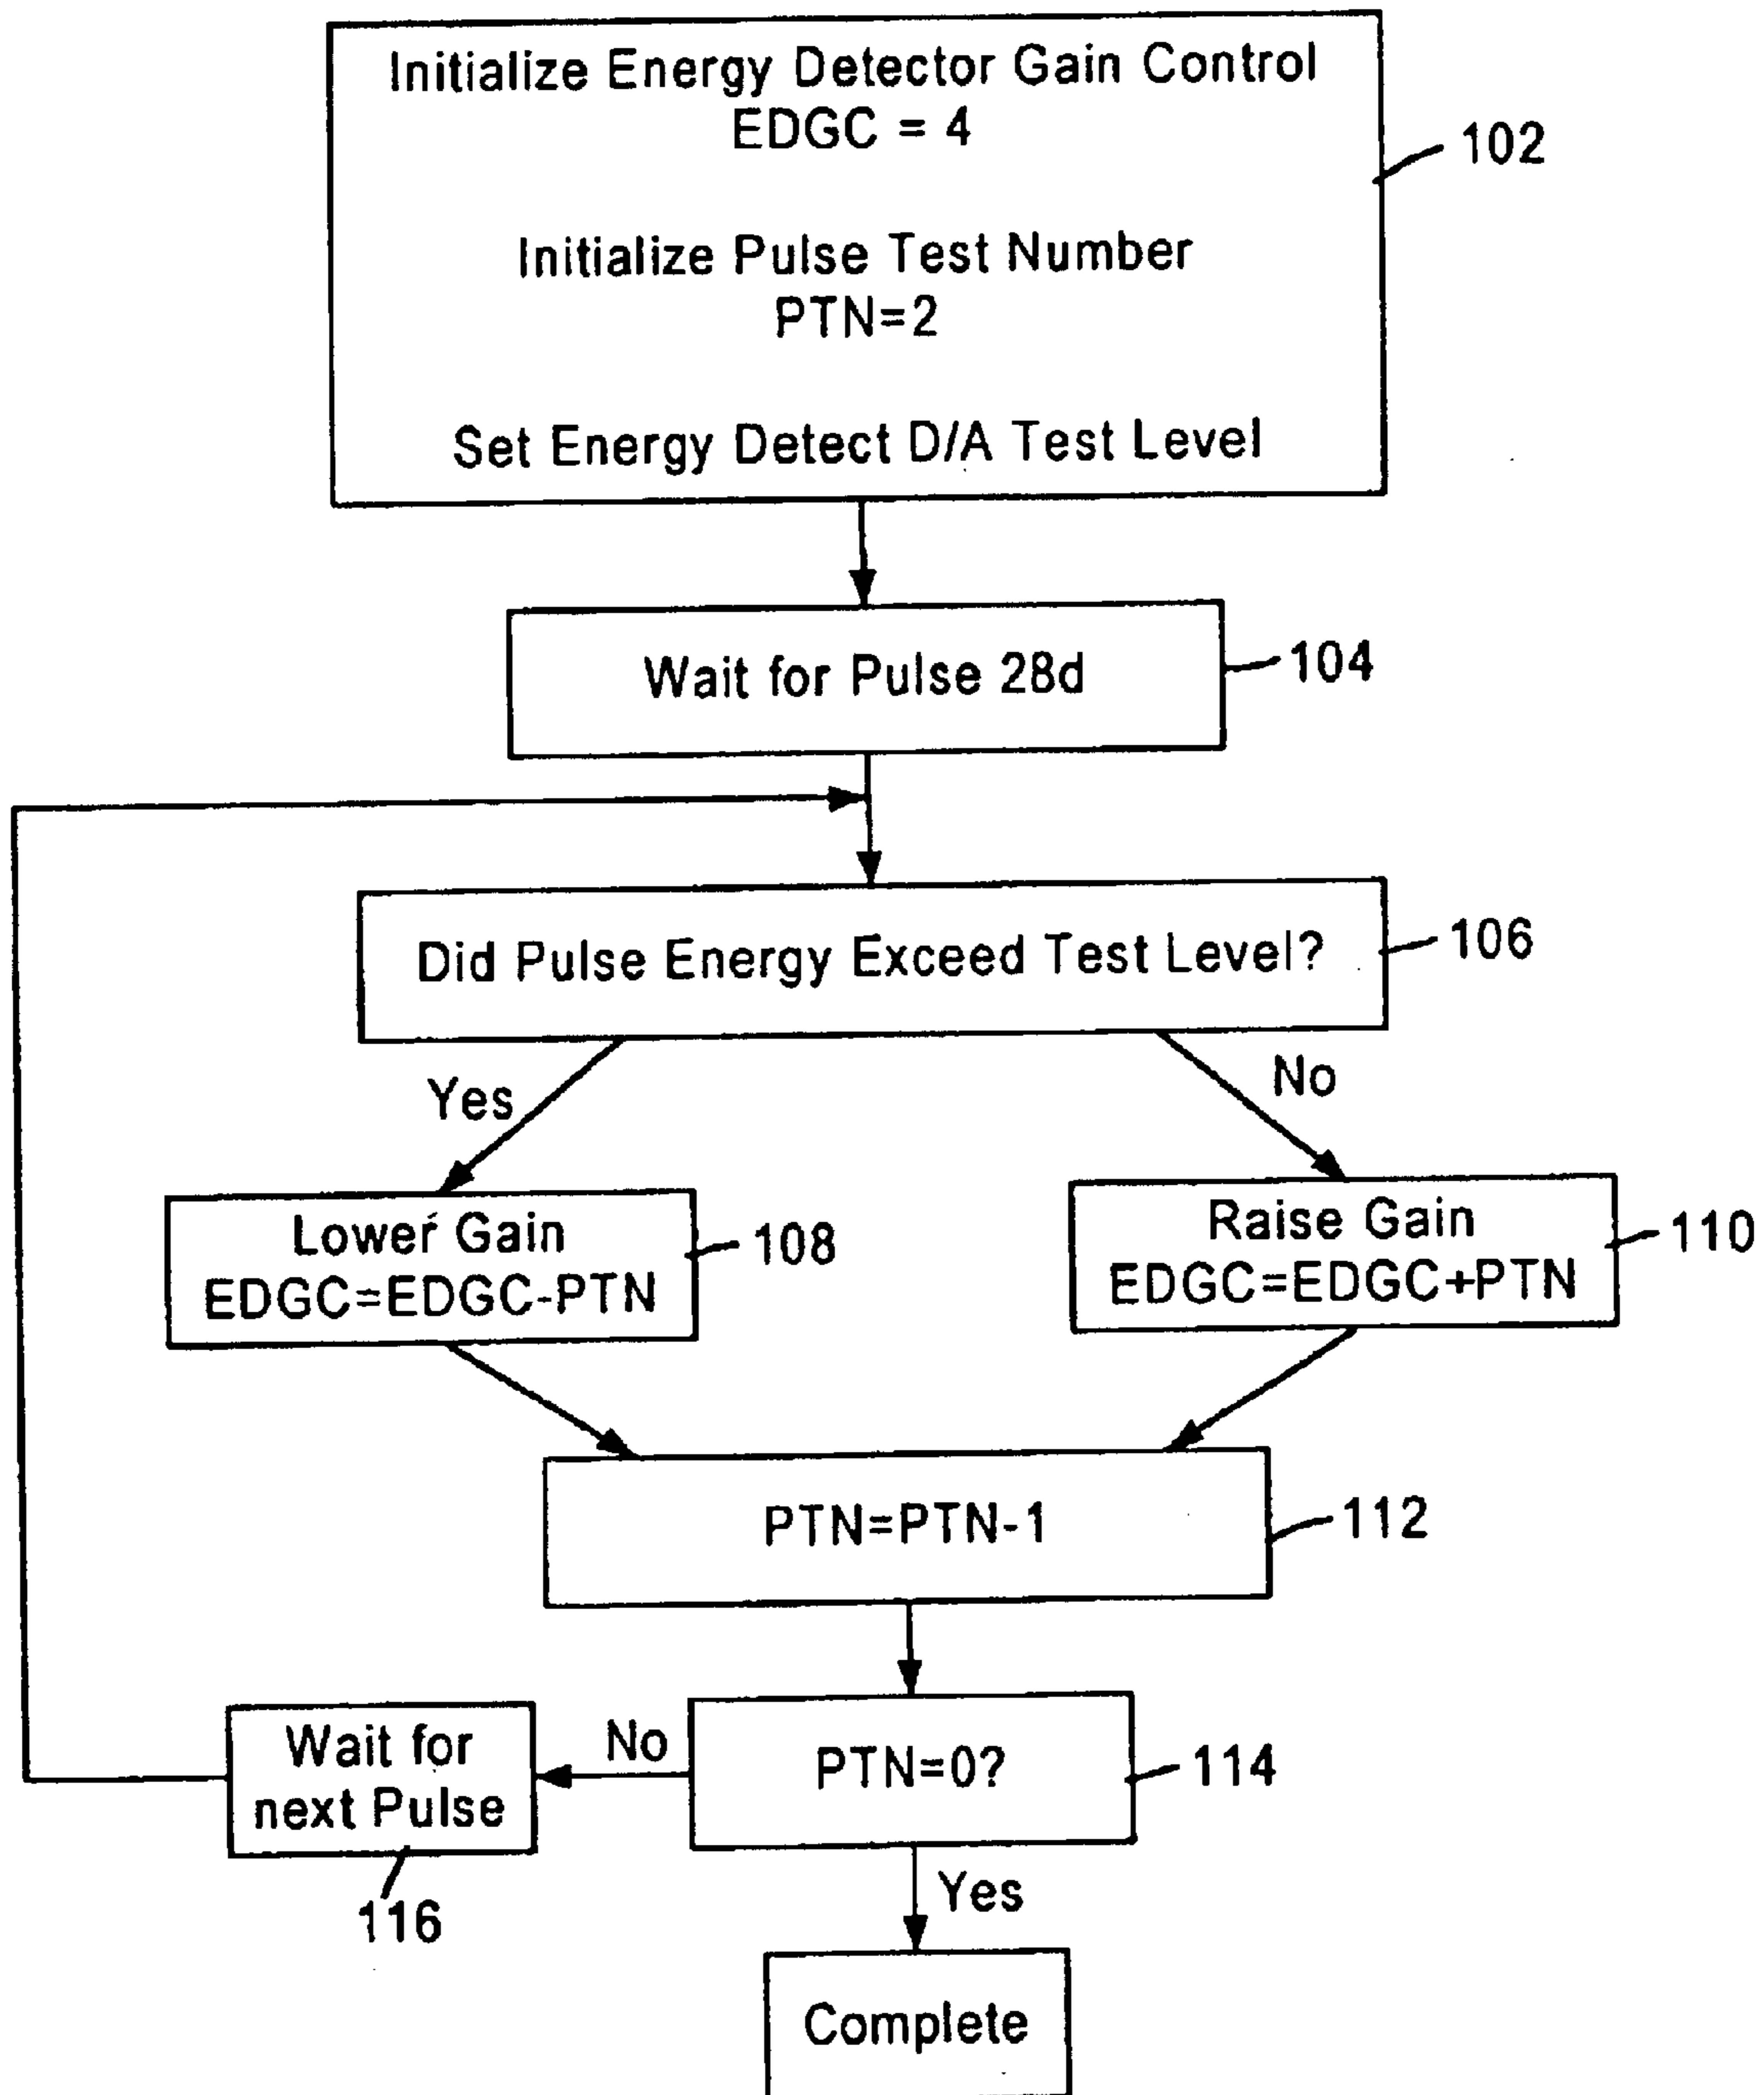 Initialize Energy Detector Gain Control
EDGC = 4
102
Initialize Pulse Test Number
PTN=2
Set Energy Detect D/A Test Level
Wait for Pulse 28d
104
Did Pulse Energy Exceed Test Level?
106
Yes
No
Lower Gain
EDGC=EDGC-PTN
108
Raise Gain
EDGC=EDGC+PTN
110
PTN=PTN-1
112
Wait for
next Pulse
116
No
PTN=0?
114
Yes
Complete